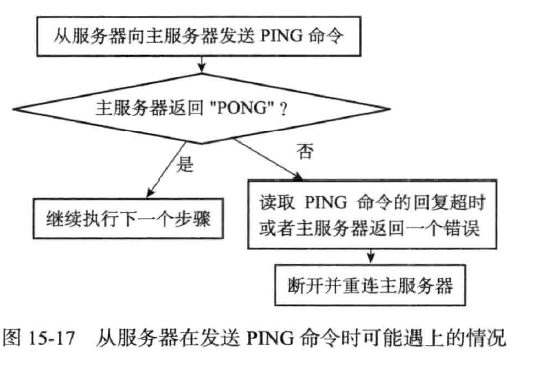 从服务器向主服务器发送 PING 命令
主服务器返回 "PONG"？
是
否
继续执行下一个步骤
读取 PING 命令的回复超时
或者主服务器返回一个错误
断开并重连主服务器
图 15-17 从服务器在发送 PING 命令时可能遇上的情况